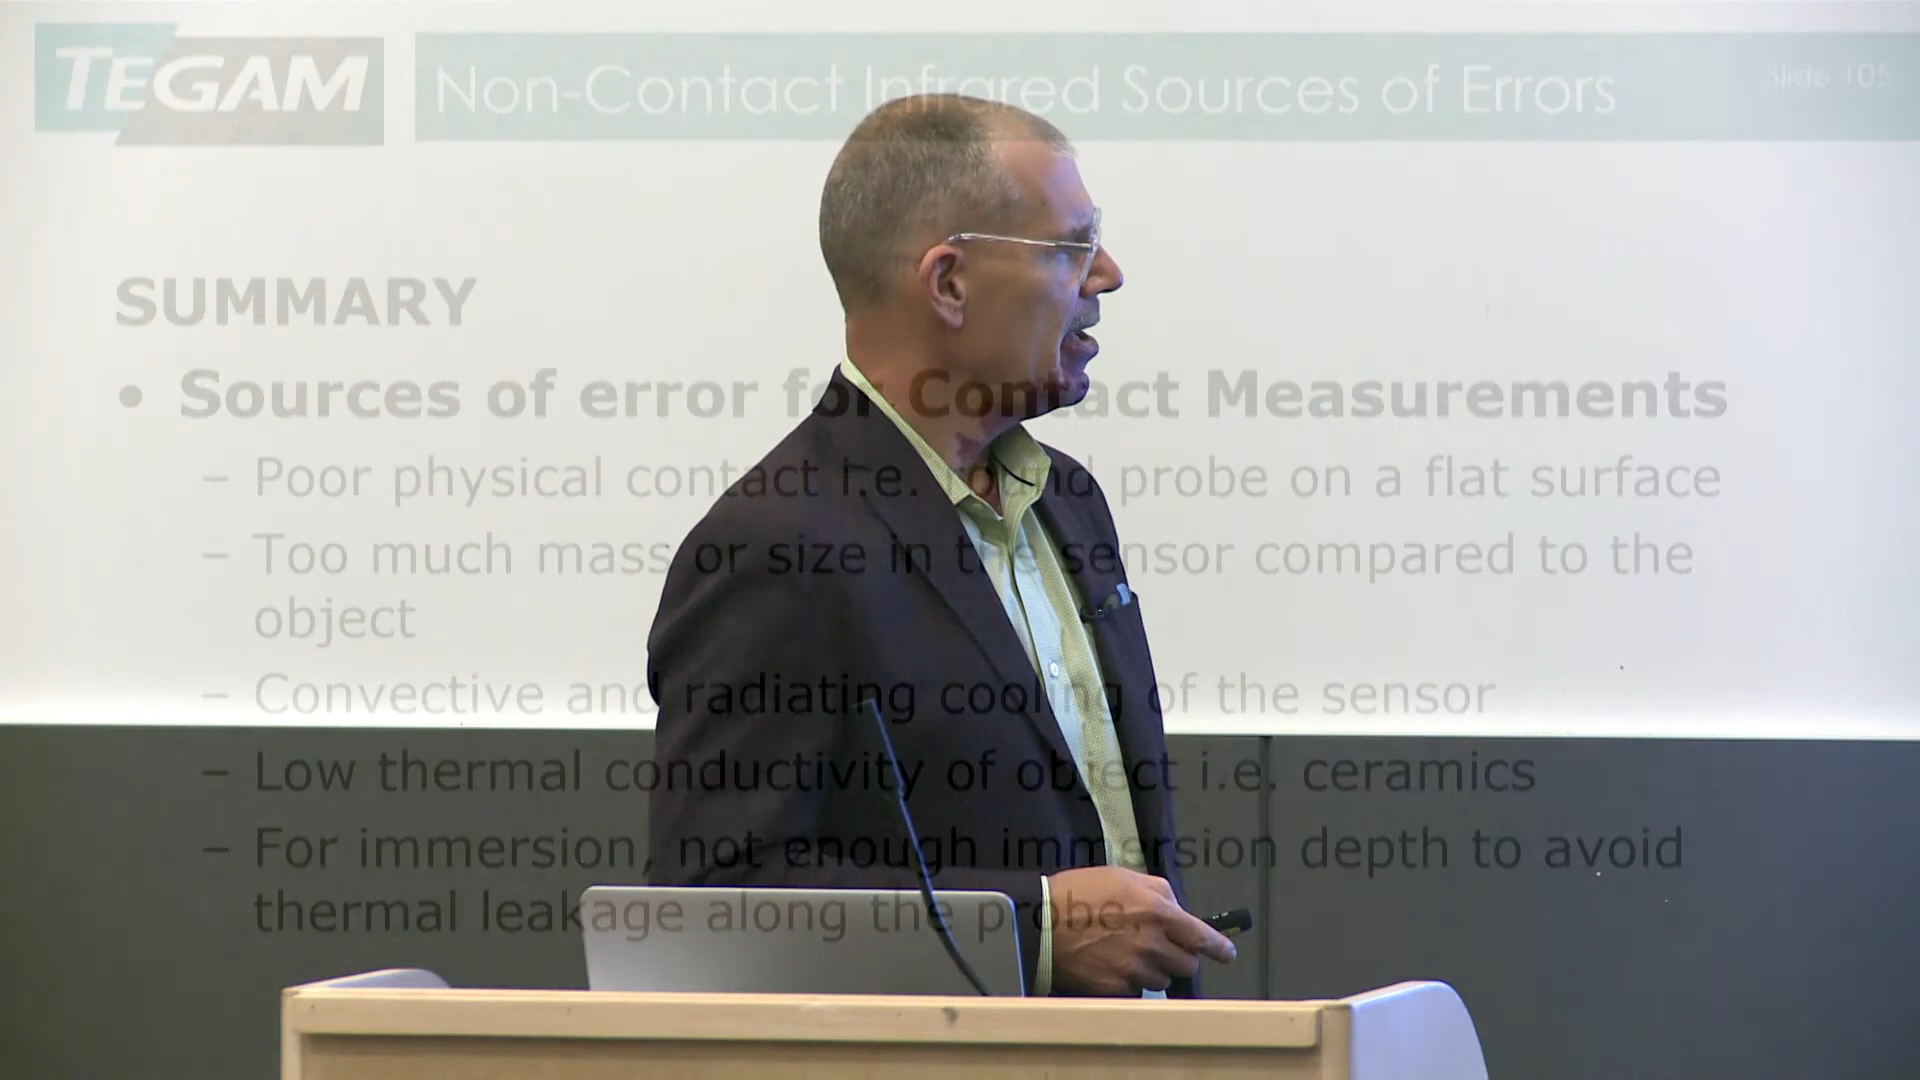 TEGAM
Non-Contact Infrared Sources of Errors
Slide 105
SUMMARY
• Sources of error for Contact Measurements
– Poor physical contact i.e. round probe on a flat surface
– Too much mass or size in the sensor compared to the
object
– Convective and radiating cooling of the sensor
– Low thermal conductivity of object i.e. ceramics
– For immersion, not enough immersion depth to avoid
thermal leakage along the probe.